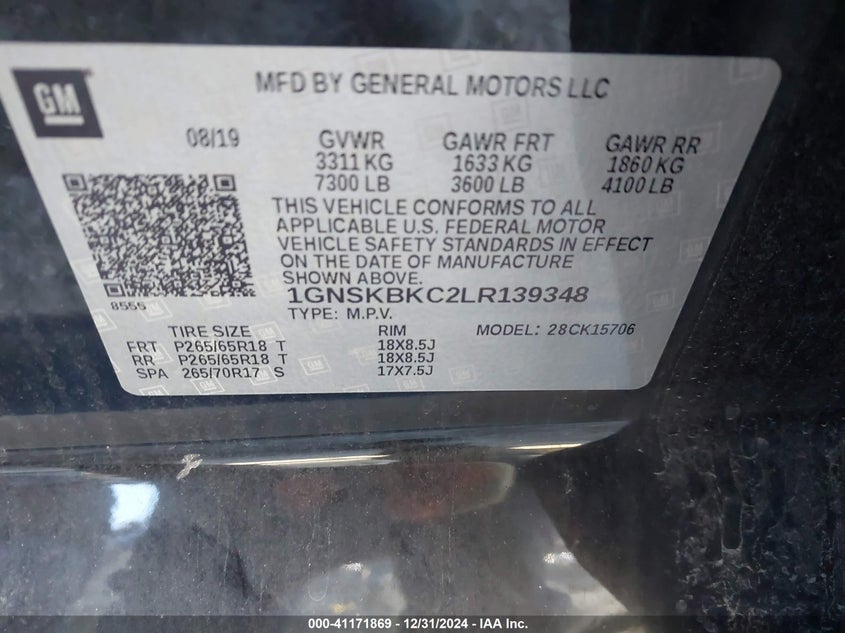 GM
MFD BY GENERAL MOTORS LLC
08/19 GVWR GAWR FRT GAWR RR
3311 KG 1633 KG 1860 KG
7300 LB 3600 LB 4100 LB
THIS VEHICLE CONFORMS TO ALL
APPLICABLE U.S. FEDERAL MOTOR
VEHICLE SAFETY STANDARDS IN EFFECT
ON THE DATE OF MANUFACTURE
SHOWN ABOVE.
8555
1GNSKBKC2LR139348
TYPE: M.P.V.
TIRE SIZE RIM MODEL: 28CK15706
FRT P265/65R18 T 18X8.5J
RR P265/65R18 T 18X8.5J
SPA 265/70R17 S 17X7.5J
000-41171869 - 12/31/2024 - IAA Inc.